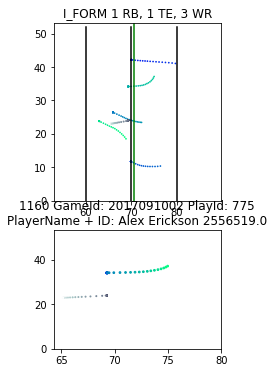 I_FORM 1 RB, 1 TE, 3 WR
50
40
30
20
10
0
60 70 80
1160 GameId: 2017091002 PlayId: 775
PlayerName + ID: Alex Erickson 2556519.0
40
20
0
65 70 75 80